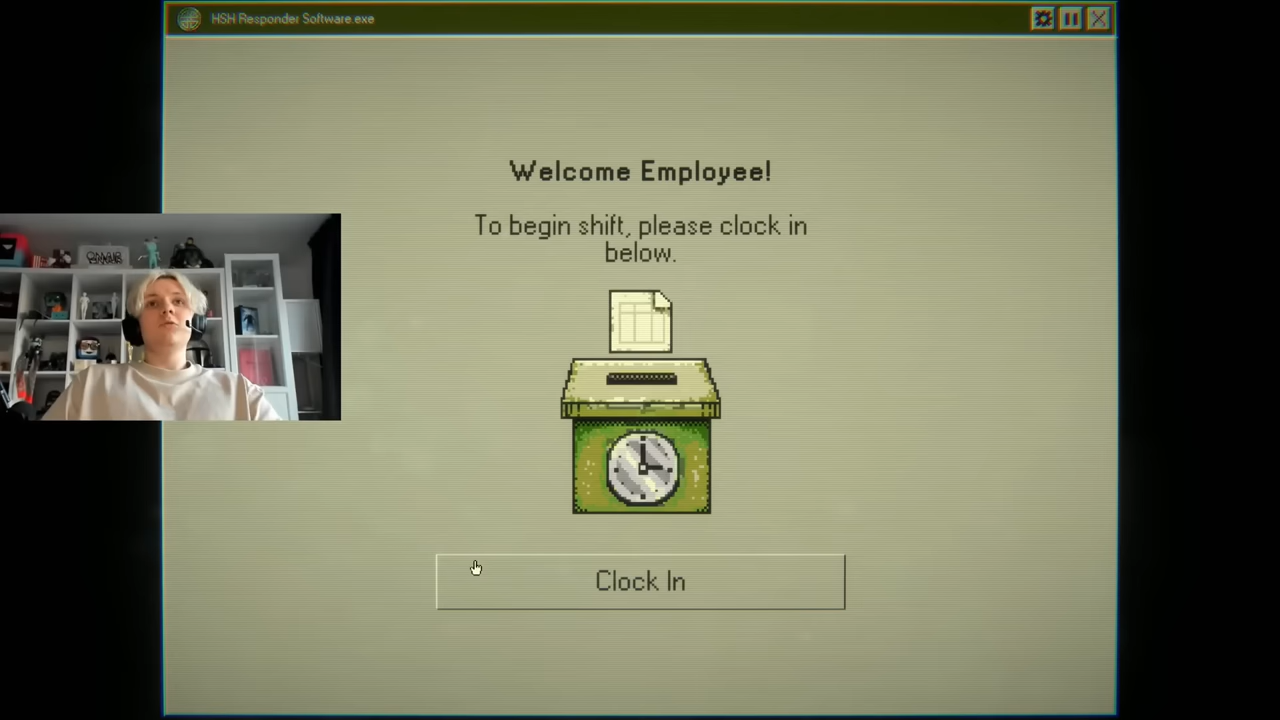 HSH Responder Software.exe
Welcome Employee!
To begin shift, please clock in
below.
Clock In